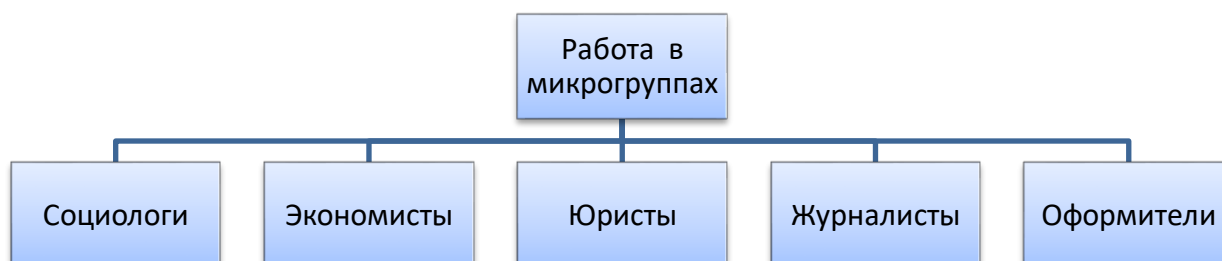 Работа в
микрогруппах
Социологи
Экономисты
Юристы
Журналисты
Оформители